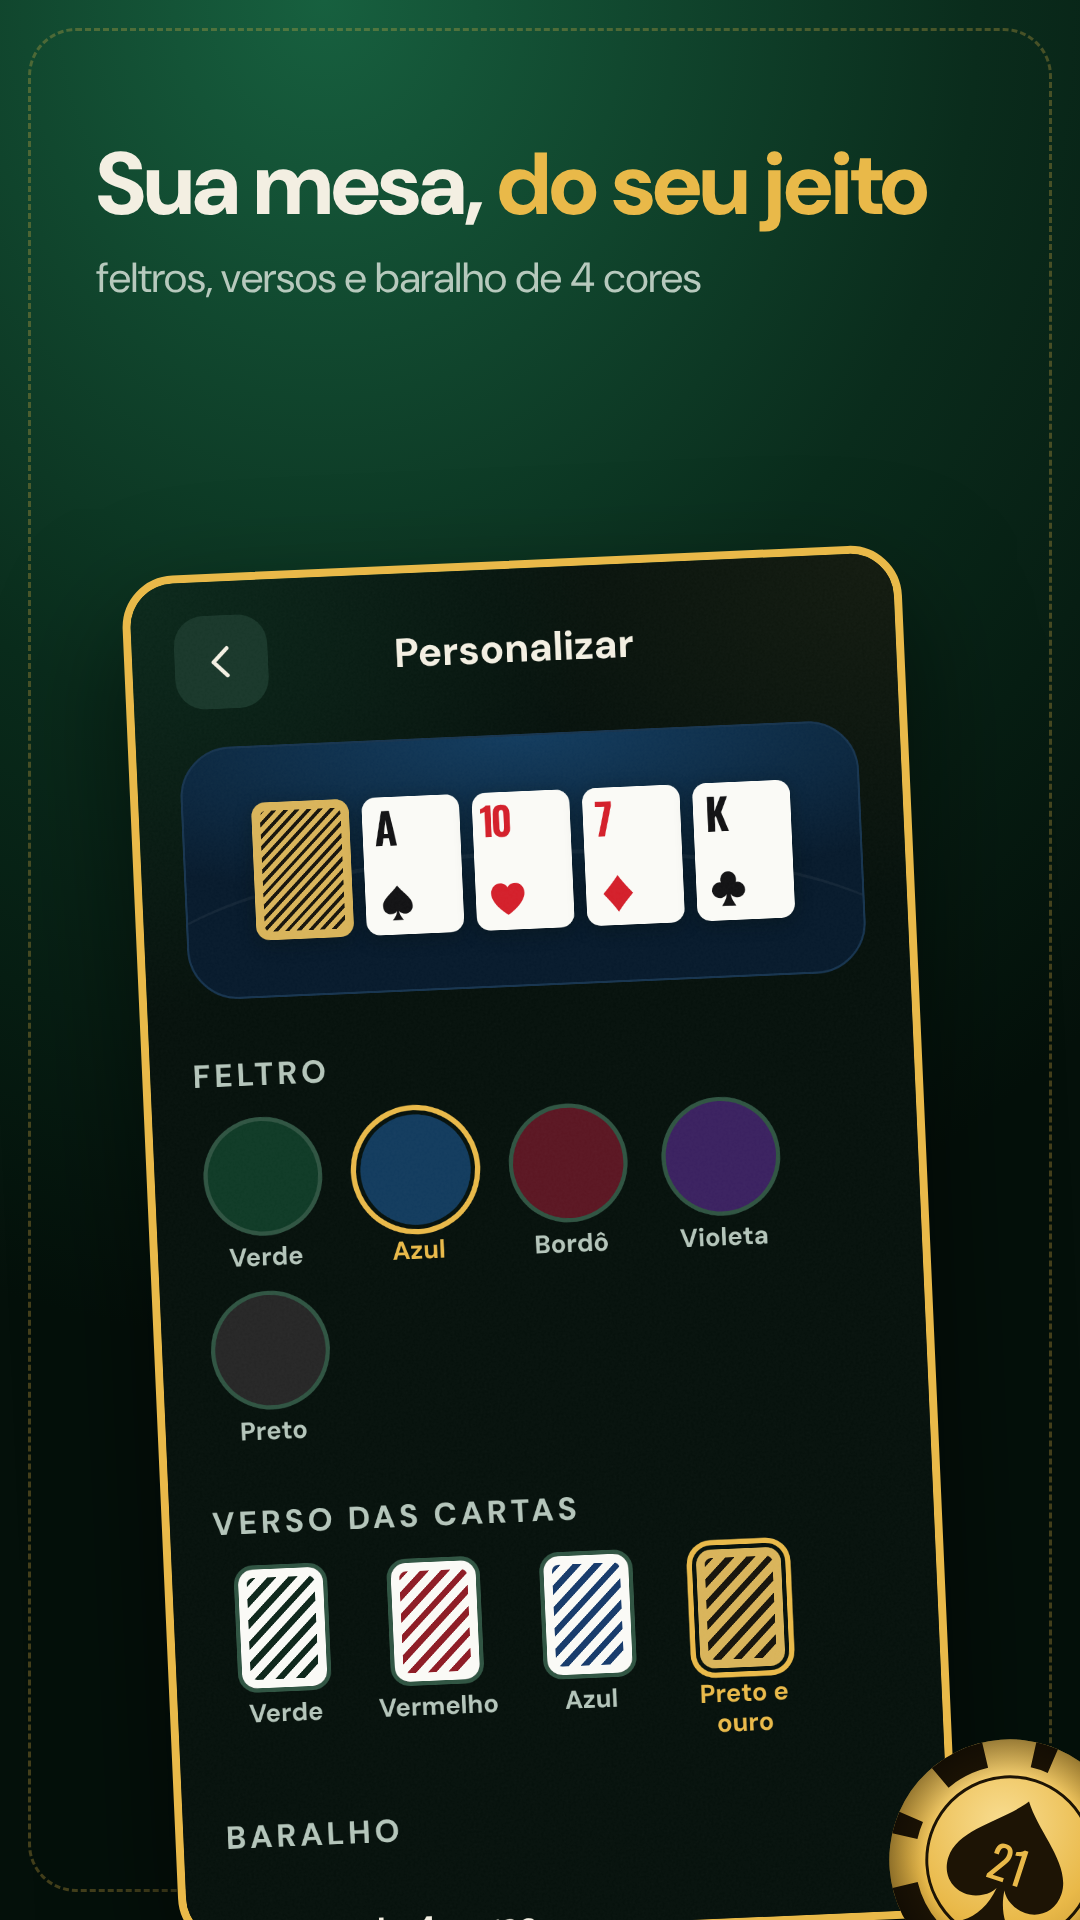 Sua mesa, do seu jeito
feltros, versos e baralho de 4 cores
Personalizar
A 10 7 K
FELTRO
Verde Azul Bordô Violeta
Preto
VERSO DAS CARTAS
Verde Vermelho Azul Preto e
ouro
BARALHO
21